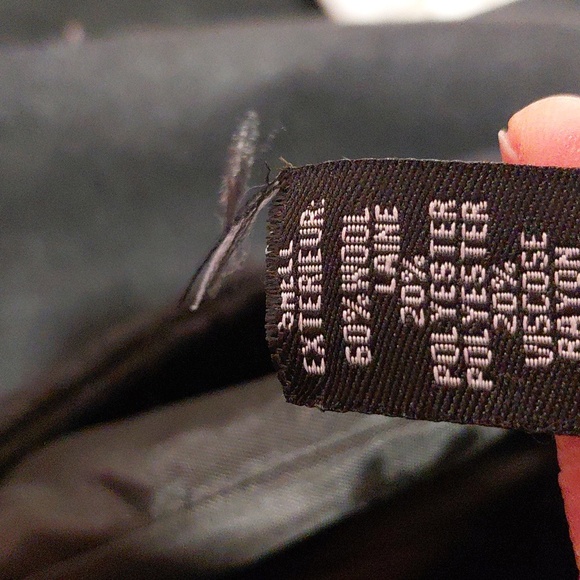 SHELL
EXTERIEUR:
60% WOOL
LAINE
20%
POLYESTER
POLYESTER
20%
VISCOSE
RAYON